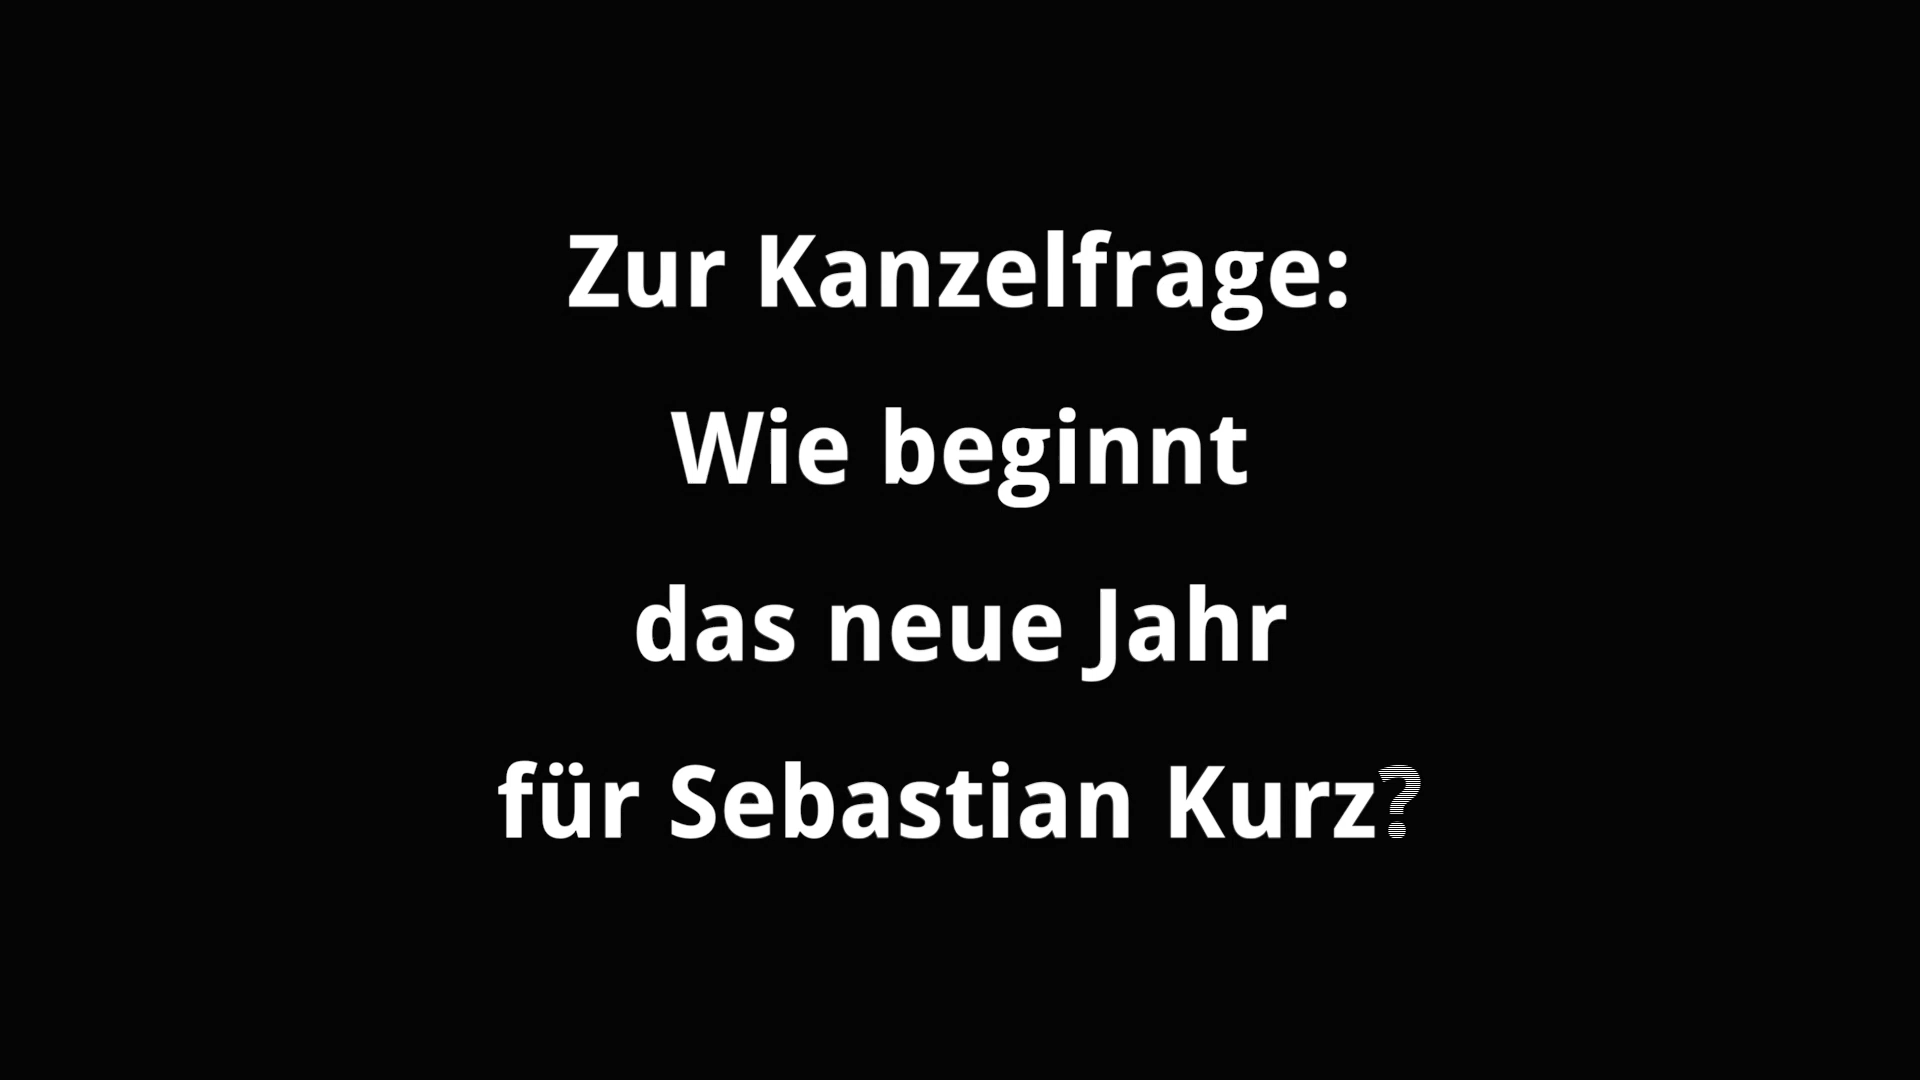 Zur Kanzelfrage:
Wie beginnt
das neue Jahr
für Sebastian Kurz?